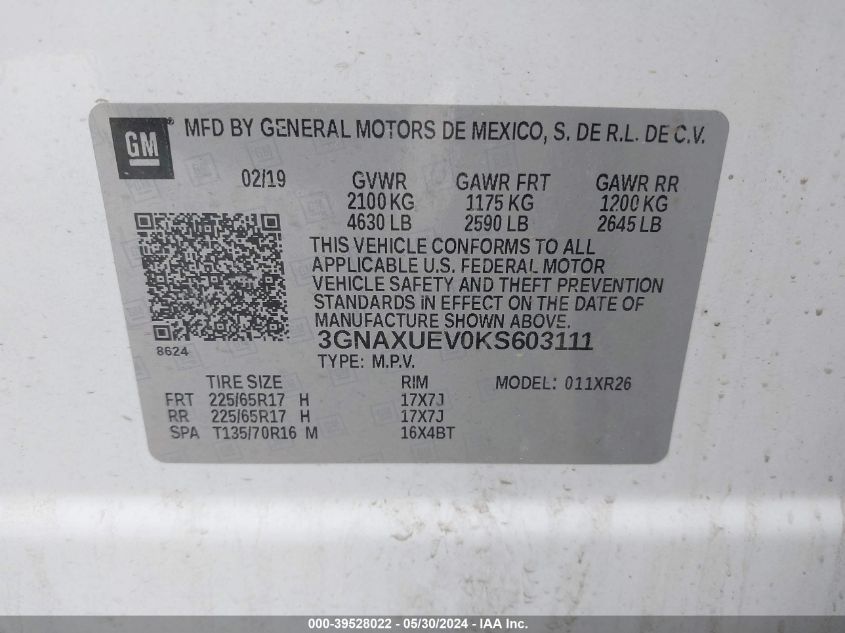 GM ® MFD BY GENERAL MOTORS DE MEXICO, S. DE R.L. DE C.V.
02/19 GVWR GAWR FRT GAWR RR
2100 KG 1175 KG 1200 KG
4630 LB 2590 LB 2645 LB
THIS VEHICLE CONFORMS TO ALL
APPLICABLE U.S. FEDERAL MOTOR
VEHICLE SAFETY AND THEFT PREVENTION
STANDARDS IN EFFECT ON THE DATE OF
MANUFACTURE SHOWN ABOVE.
8624
3GNAXUEV0KS603111
TYPE: M.P.V.
TIRE SIZE RIM MODEL: 011XR26
FRT 225/65R17 H 17X7J
RR 225/65R17 H 17X7J
SPA T135/70R16 M 16X4BT
000-39528022 - 05/30/2024 - IAA Inc.